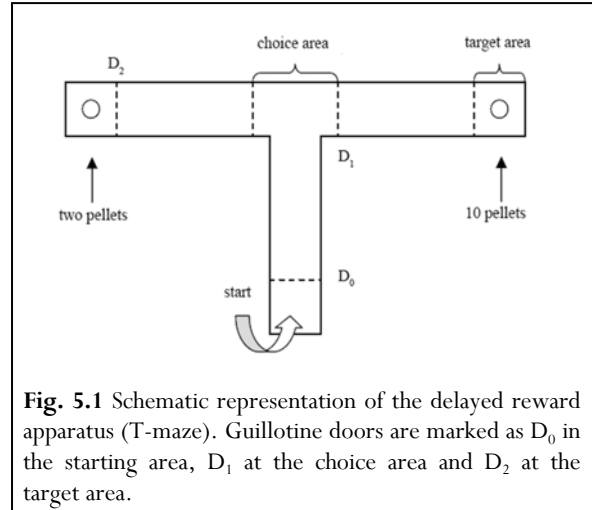 choice area
target area
D₂
D₁
two pellets
10 pellets
start
D₀
Fig. 5.1 Schematic representation of the delayed reward
apparatus (T-maze). Guillotine doors are marked as D₀ in
the starting area, D₁ at the choice area and D₂ at the
target area.